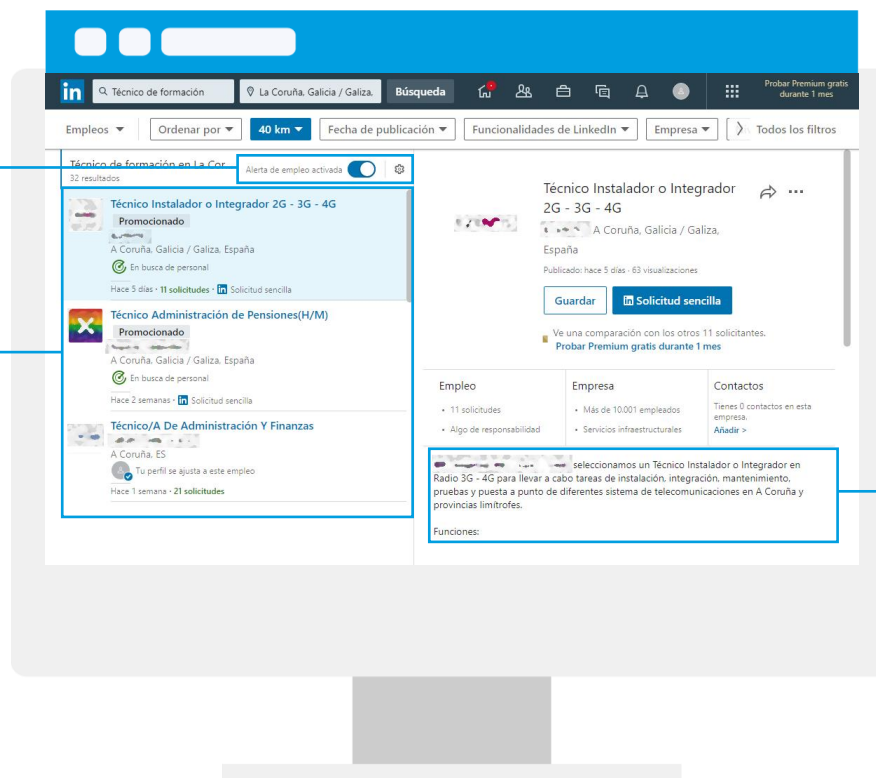 in
Técnico de formación
La Coruña, Galicia / Galiza,
Búsqueda
Probar Premium gratis
durante 1 mes
Empleos
Ordenar por
40 km
Fecha de publicación
Funcionalidades de LinkedIn
Empresa
Todos los filtros
Técnico de formación en La Cor
32 resultados
Alerta de empleo activada
Técnico Instalador o Integrador 2G - 3G - 4G
Promocionado
A Coruña, Galicia / Galiza, España
En busca de personal
Hace 5 días · 11 solicitudes · in Solicitud sencilla
Técnico Administración de Pensiones(H/M)
Promocionado
A Coruña, Galicia / Galiza, España
En busca de personal
Hace 2 semanas · in Solicitud sencilla
Técnico/A De Administración Y Finanzas
A Coruña, ES
Tu perfil se ajusta a este empleo
Hace 1 semana · 21 solicitudes
Técnico Instalador o Integrador
2G - 3G - 4G
A Coruña, Galicia / Galiza,
España
Publicado: hace 5 días · 63 visualizaciones
Guardar
in Solicitud sencilla
Ve una comparación con los otros 11 solicitantes.
Probar Premium gratis durante 1 mes
Empleo
• 11 solicitudes
• Algo de responsabilidad
Empresa
• Más de 10.001 empleados
• Servicios infraestructurales
Contactos
Tienes 0 contactos en esta
empresa.
Añadir >
seleccionamos un Técnico Instalador o Integrador en
Radio 3G - 4G para llevar a cabo tareas de instalación, integración, mantenimiento,
pruebas y puesta a punto de diferentes sistema de telecomunicaciones en A Coruña y
provincias limítrofes.
Funciones: